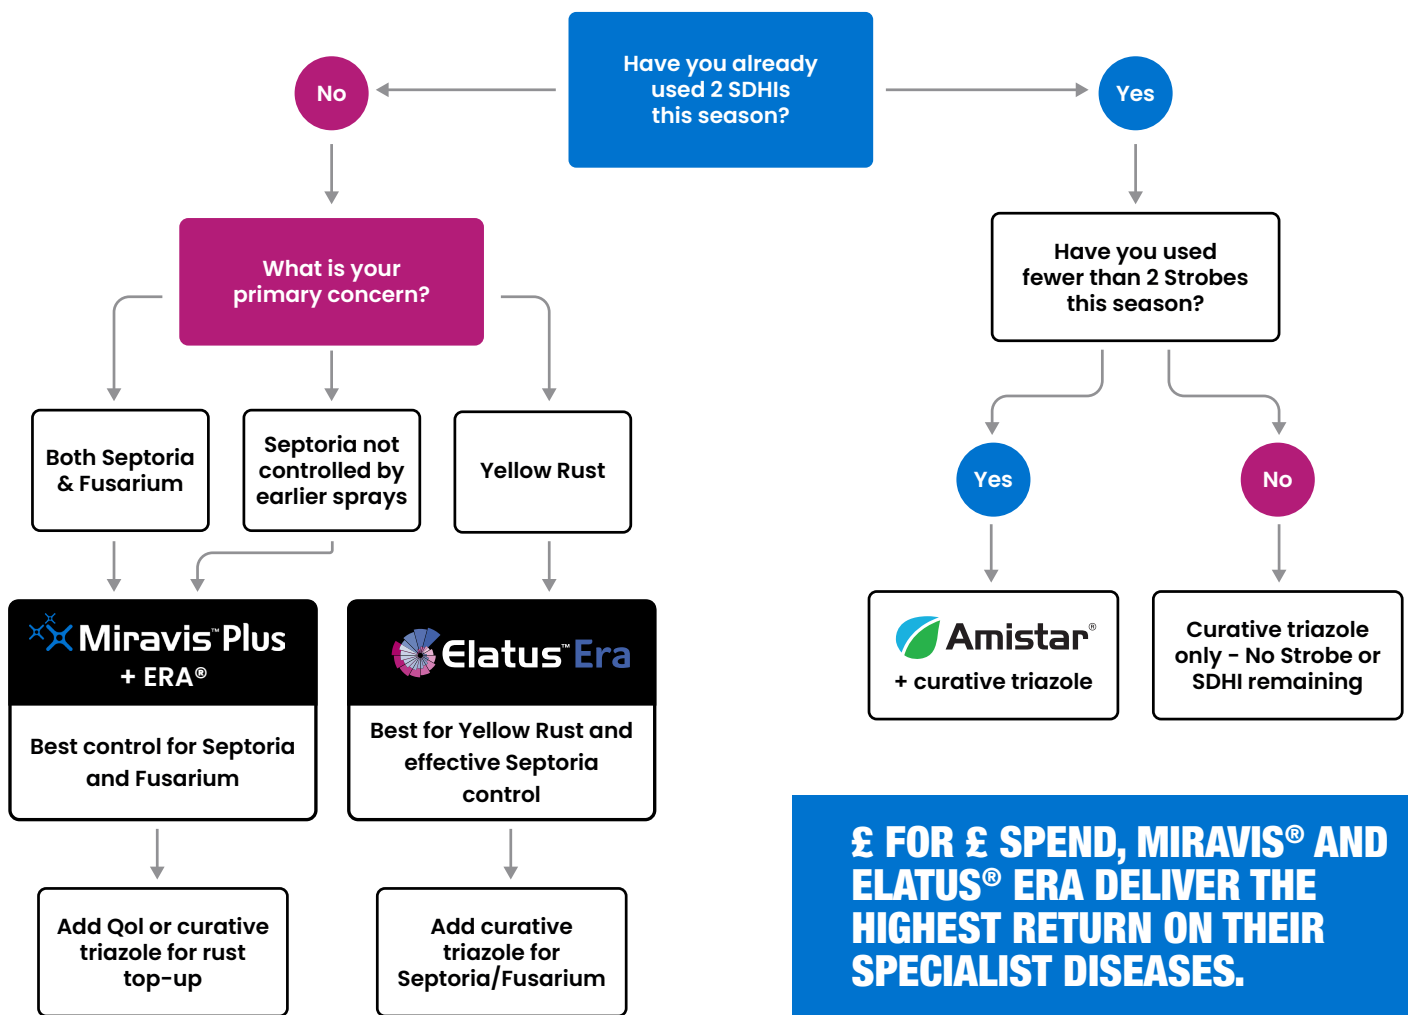 Have you already
used 2 SDHIs
this season?
No
Yes
What is your
primary concern?
Have you used
fewer than 2 Strobes
this season?
Both Septoria
& Fusarium
Septoria not
controlled by
earlier sprays
Yellow Rust
Yes
No
Miravis™ Plus
+ ERA®
Best control for Septoria
and Fusarium
Elatus™ Era
Best for Yellow Rust and
effective Septoria
control
Amistar®
+ curative triazole
Curative triazole
only - No Strobe or
SDHI remaining
Add QoI or curative
triazole for rust
top-up
Add curative
triazole for
Septoria/Fusarium
£ FOR £ SPEND, MIRAVIS® AND
ELATUS® ERA DELIVER THE
HIGHEST RETURN ON THEIR
SPECIALIST DISEASES.